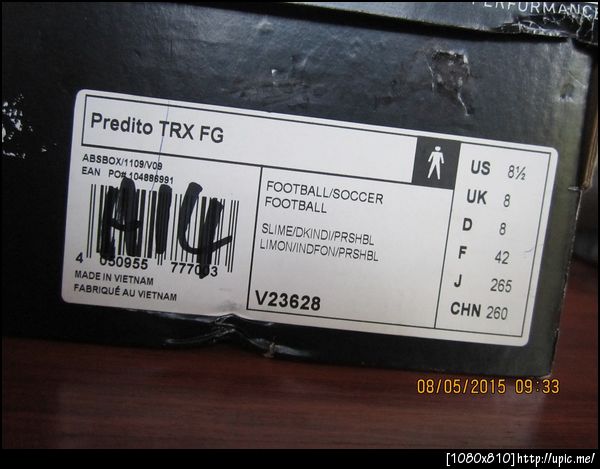 PERFORMANCE
Predito TRX FG
ABSBOX/1109/V09
EAN PO# 104886991
A14
4 050955 777003
MADE IN VIETNAM
FABRIQUÉ AU VIETNAM
FOOTBALL/SOCCER
FOOTBALL
SLIME/DKINDI/PRSHBL
LIMON/INDFON/PRSHBL
V23628
US 8½
UK 8
D 8
F 42
J 265
CHN 260
08/05/2015 09:33
[1080x810]http://upic.me/